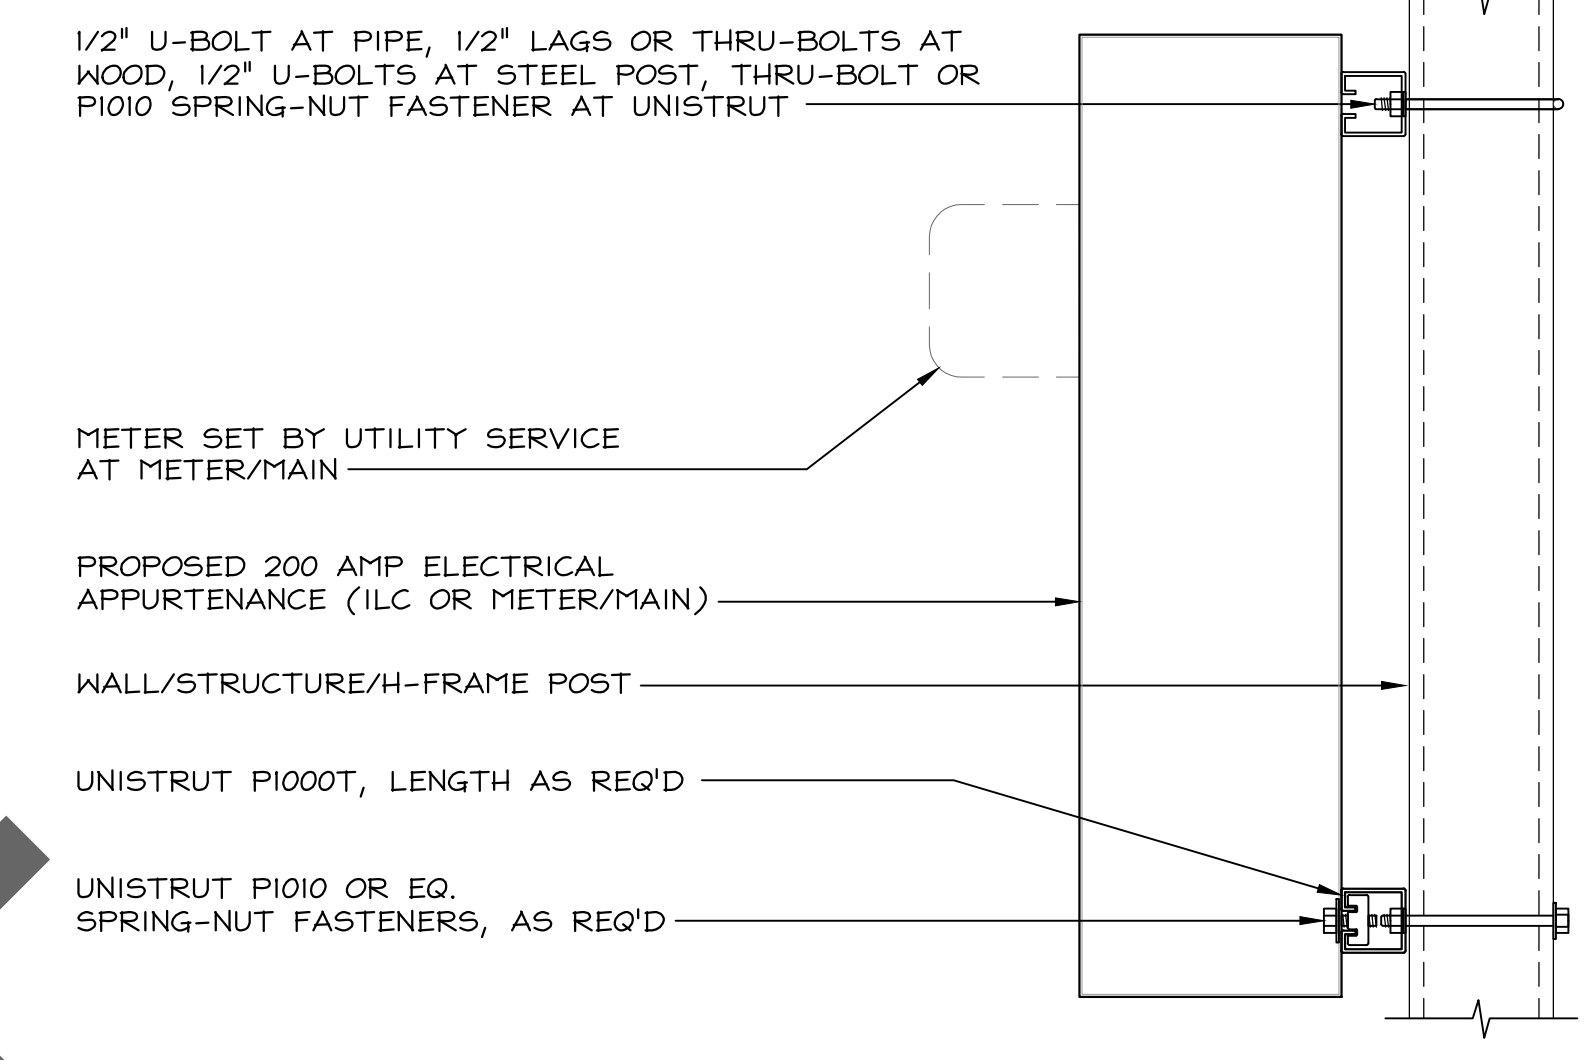 1/2" U-BOLT AT PIPE, 1/2" LAGS OR THRU-BOLTS AT
WOOD, 1/2" U-BOLTS AT STEEL POST, THRU-BOLT OR
P1010 SPRING-NUT FASTENER AT UNISTRUT
METER SET BY UTILITY SERVICE
AT METER/MAIN
PROPOSED 200 AMP ELECTRICAL
APPURTENANCE (ILC OR METER/MAIN)
WALL/STRUCTURE/H-FRAME POST
UNISTRUT P1000T, LENGTH AS REQ'D
UNISTRUT P1010 OR EQ.
SPRING-NUT FASTENERS, AS REQ'D